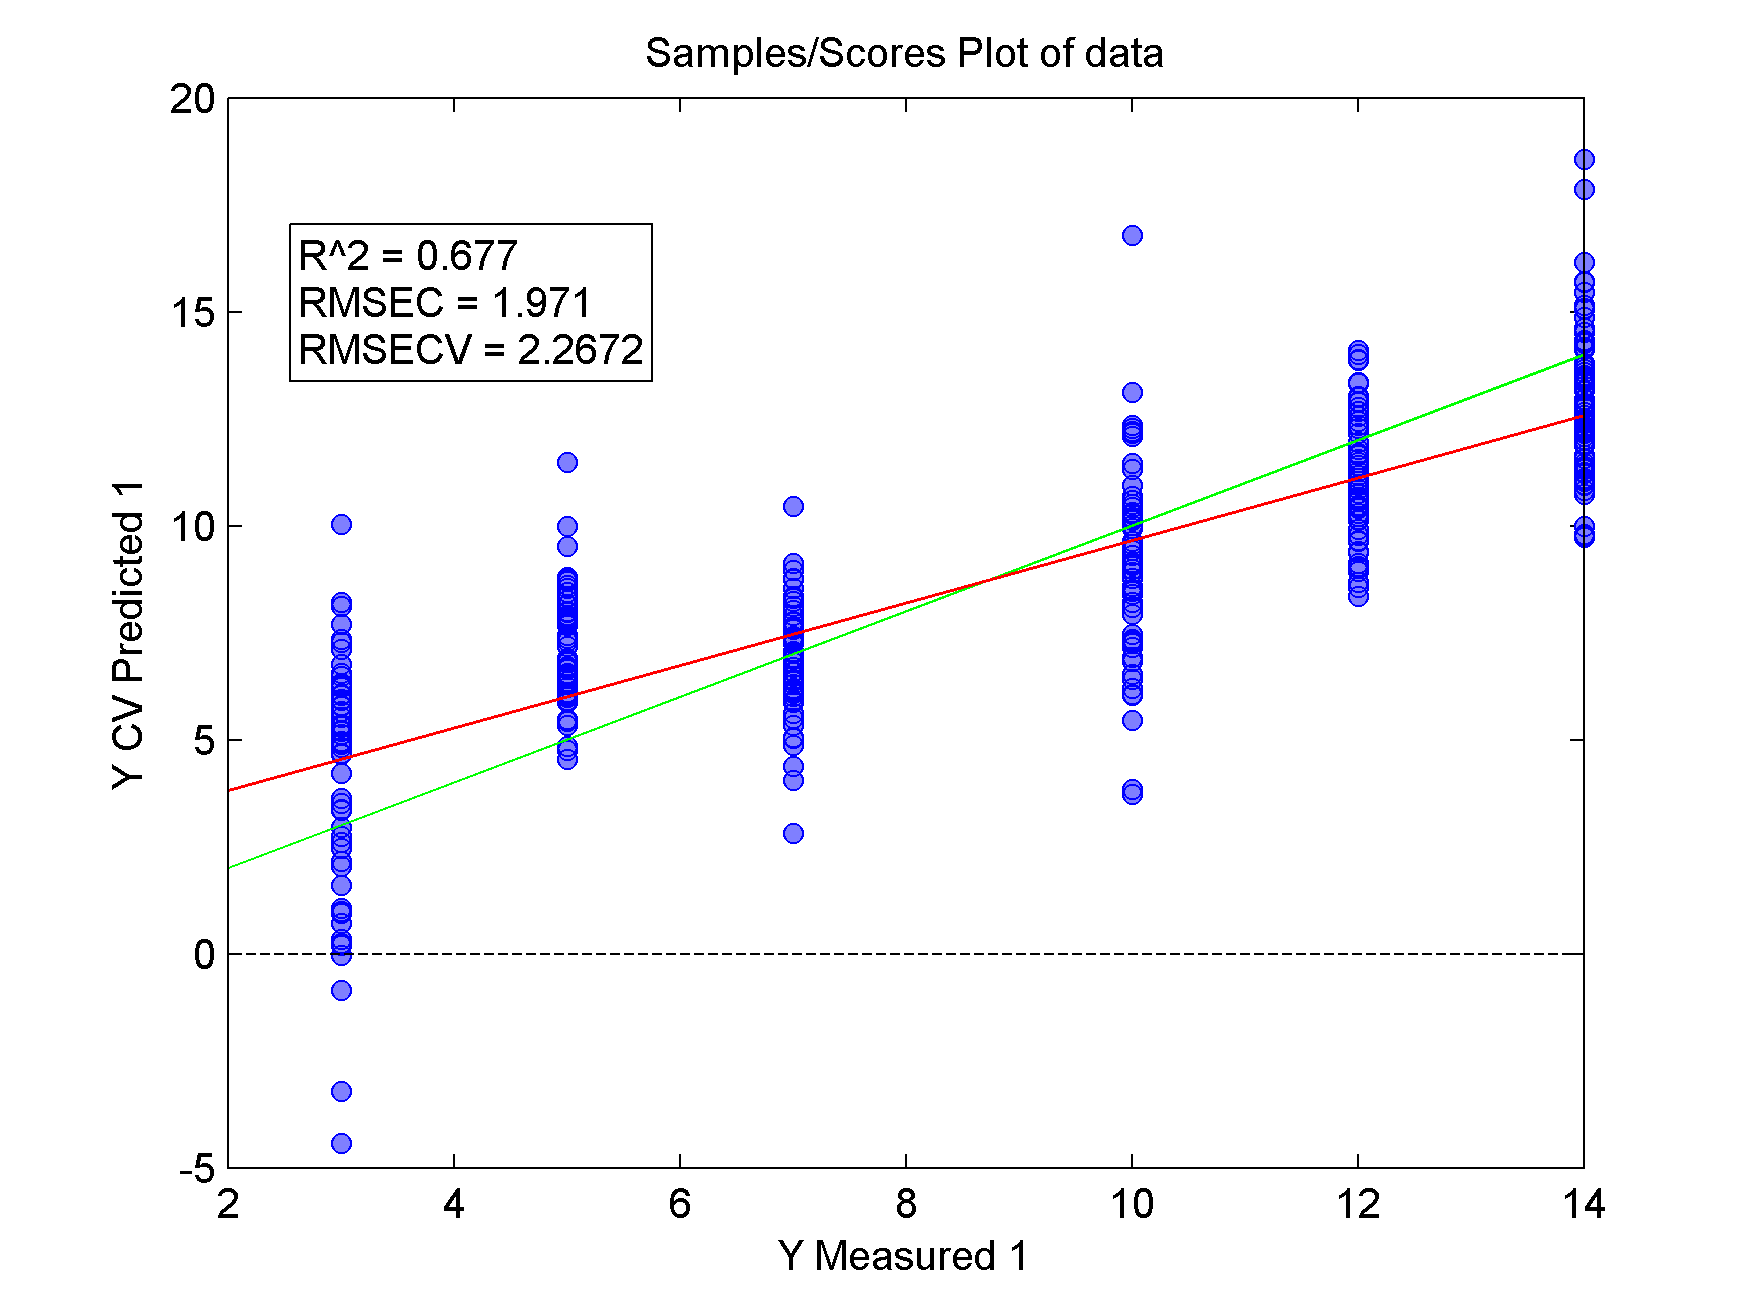 Samples/Scores Plot of data
20
15
10
5
0
-5
R^2 = 0.677
RMSEC = 1.971
RMSECV = 2.2672
Y CV Predicted 1
2 4 6 8 10 12 14
Y Measured 1